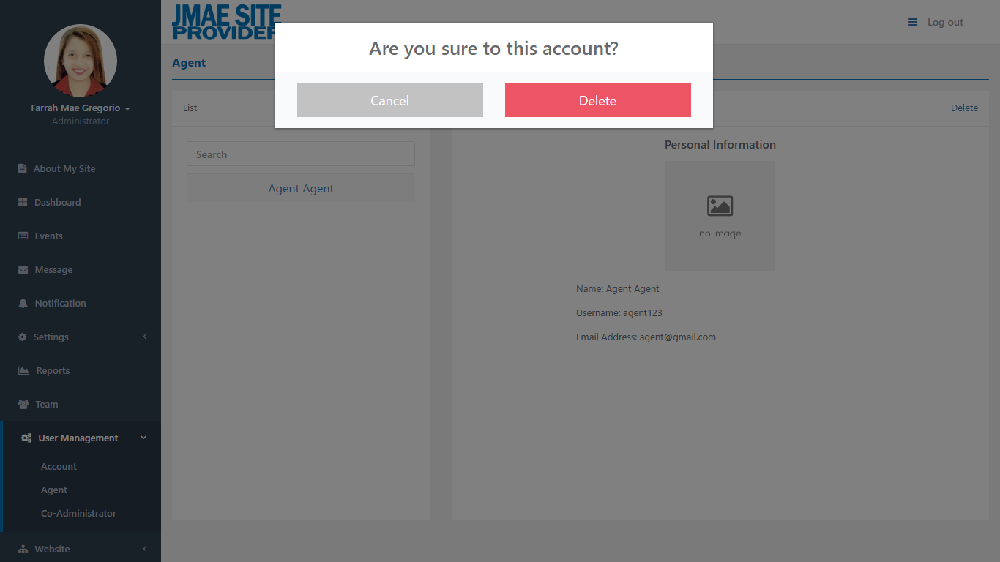 Farrah Mae Gregorio
Administrator
About My Site
Dashboard
Events
Message
Notification
Settings
Reports
Team
User Management
Account
Agent
Co-Administrator
Website
JMAE SITE
PROVIDER
Log out
Agent
Are you sure to this account?
Cancel
Delete
List
Delete
Search
Agent Agent
Personal Information
no image
Name: Agent Agent
Username: agent123
Email Address: agent@gmail.com